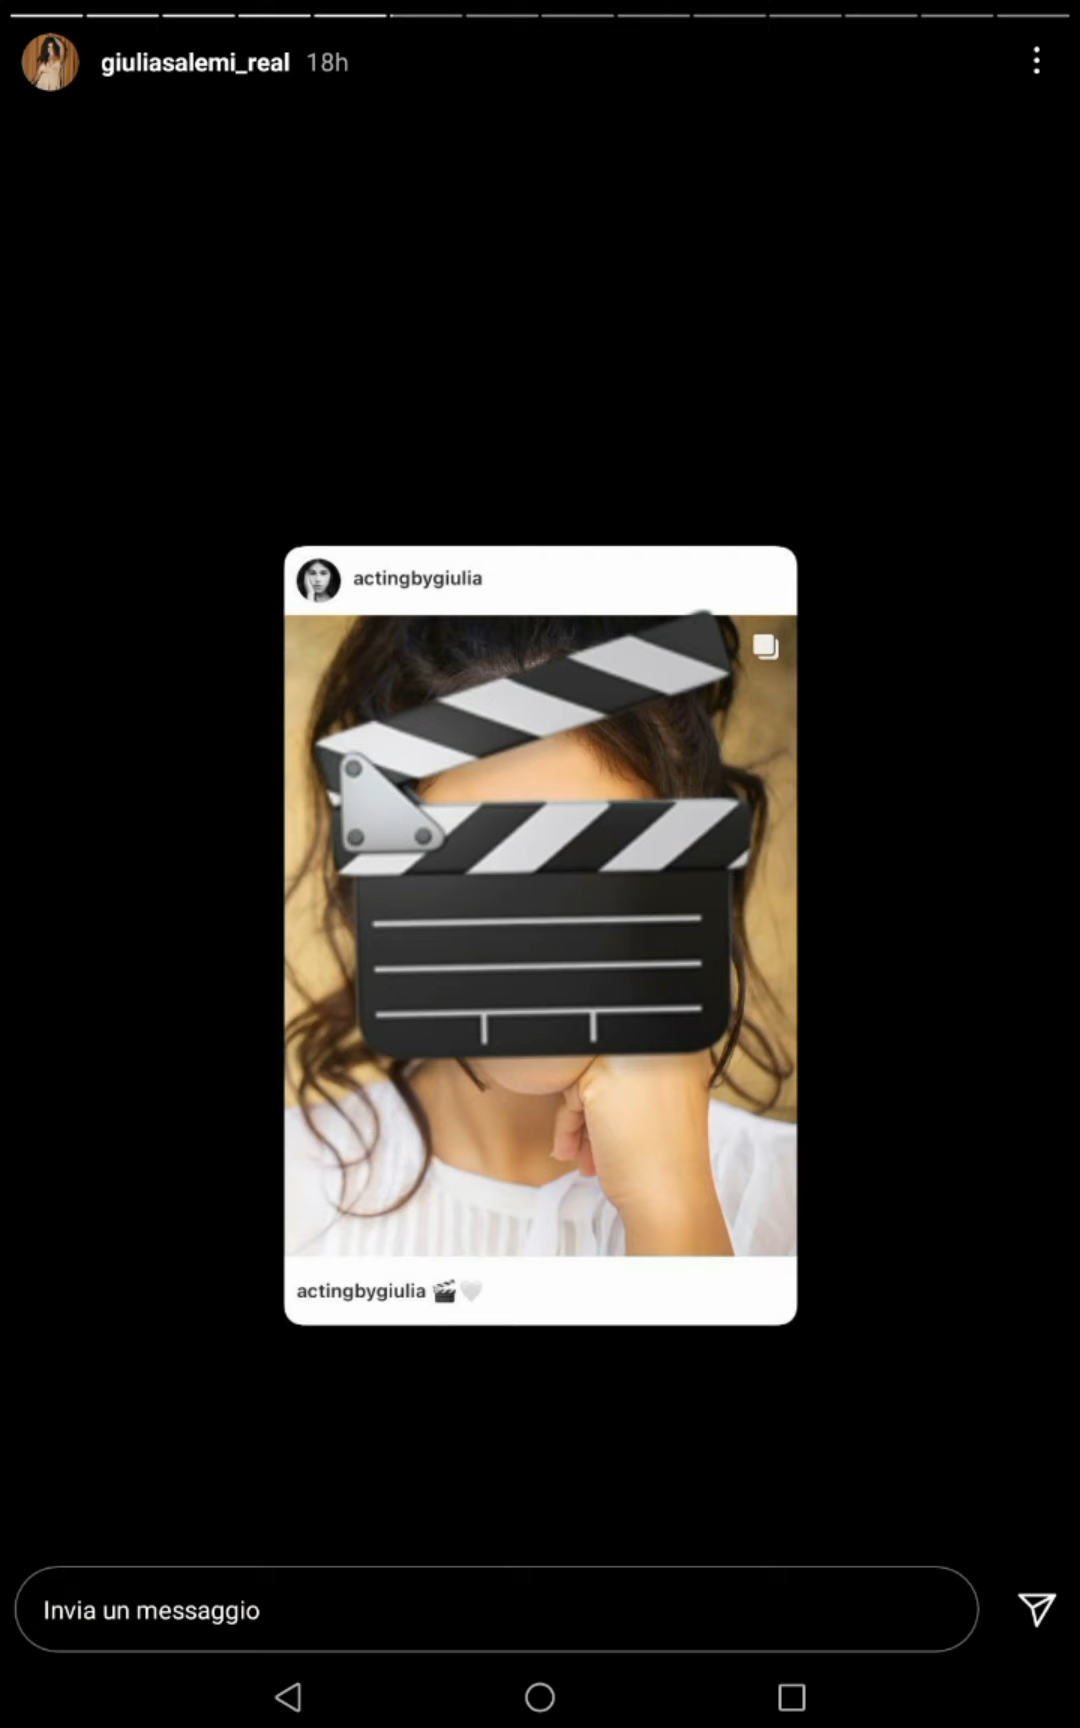 giuliasalemi_real 18h
actingbygiulia
actingbygiulia 🎬🤍
Invia un messaggio